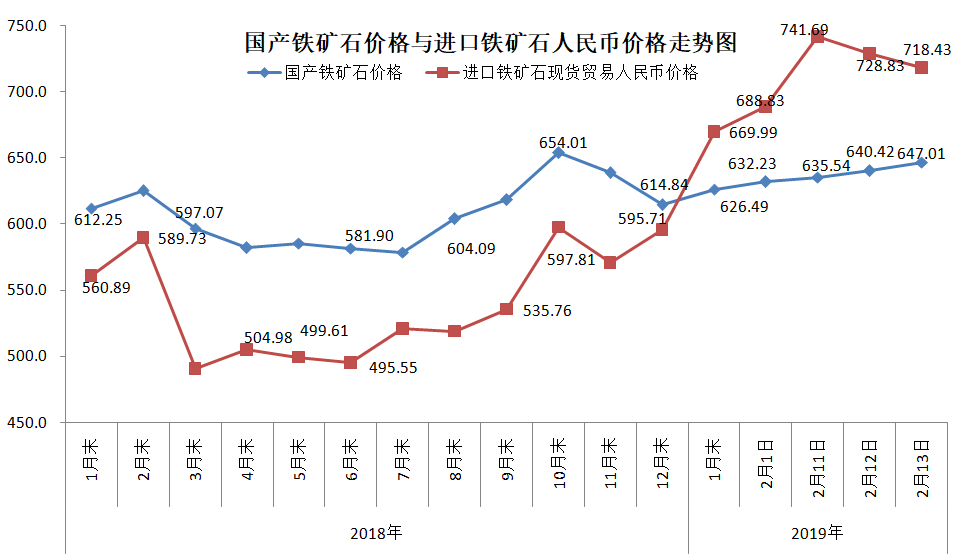 国产铁矿石价格与进口铁矿石人民币价格走势图
国产铁矿石价格
进口铁矿石现货贸易人民币价格
750.0
700.0
650.0
600.0
550.0
500.0
450.0
612.25
597.07
581.90
604.09
654.01
614.84
626.49
632.23
635.54
640.42
647.01
560.89
589.73
504.98
499.61
495.55
535.76
597.81
595.71
669.99
688.83
741.69
728.83
718.43
1月末
2月末
3月末
4月末
5月末
6月末
7月末
8月末
9月末
10月末
11月末
12月末
1月末
2月1日
2月11日
2月12日
2月13日
2018年
2019年